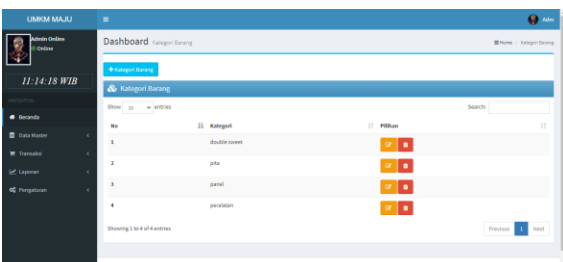 UMKM MAJU
Adm
Admin Online
Online
Dashboard Kategori Barang
Home
Kategori Barang
11:14:18 WIB
+ Kategori Barang
Kategori Barang
Beranda
Data Master
Transaksi
Laporan
Pengaturan
Show 10 entries
Search:
No Kategori Pilihan
1 double sweet
2 pita
3 panel
4 peralatan
Showing 1 to 4 of 4 entries
Previous 1 Next